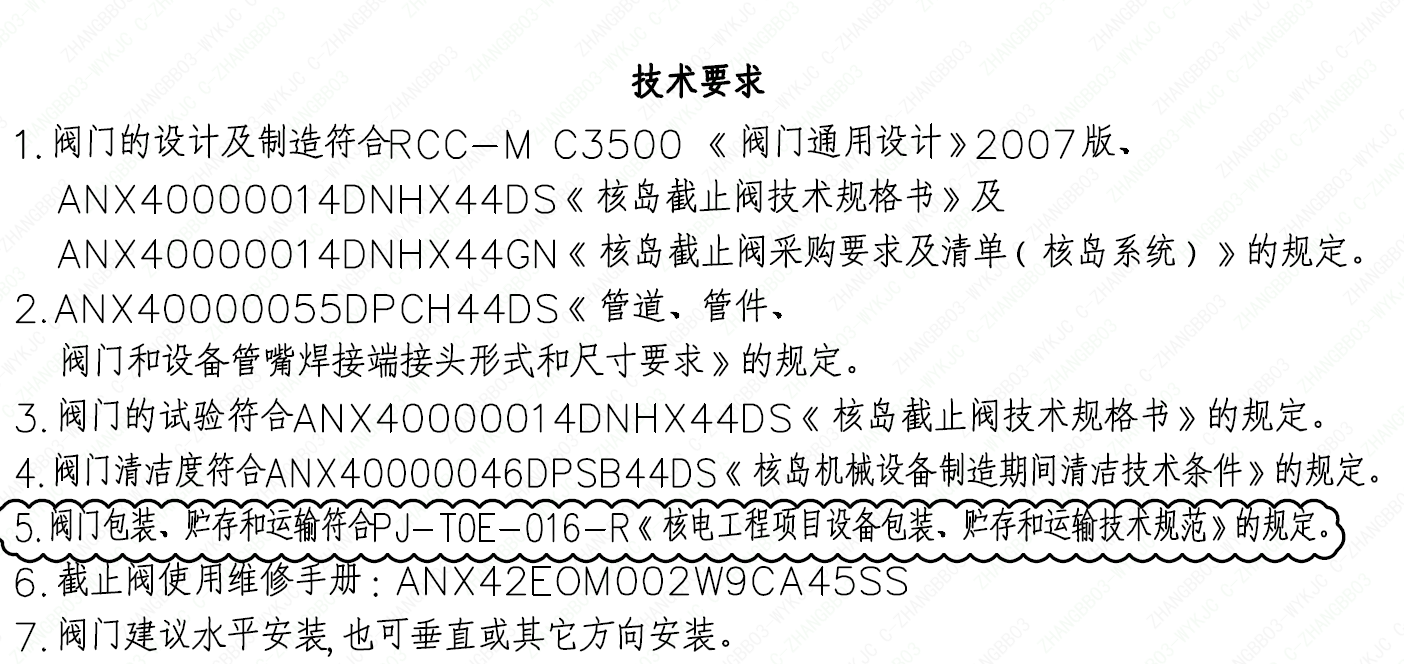 技术要求
1. 阀门的设计及制造符合RCC-M C3500《阀门通用设计》2007版、
ANX40000014DNHX44DS《核岛截止阀技术规格书》及
ANX40000014DNHX44GN《核岛截止阀采购要求及清单(核岛系统)》的规定。
2. ANX40000055DPCH44DS《管道、管件、
阀门和设备管嘴焊接端接头形式和尺寸要求》的规定。
3. 阀门的试验符合ANX40000014DNHX44DS《核岛截止阀技术规格书》的规定。
4. 阀门清洁度符合ANX40000046DPSB44DS《核岛机械设备制造期间清洁技术条件》的规定。
5. 阀门包装、贮存和运输符合PJ-T0E-016-R《核电工程项目设备包装、贮存和运输技术规范》的规定。
6. 截止阀使用维修手册: ANX42EOM002W9CA45SS
7. 阀门建议水平安装,也可垂直或其它方向安装。